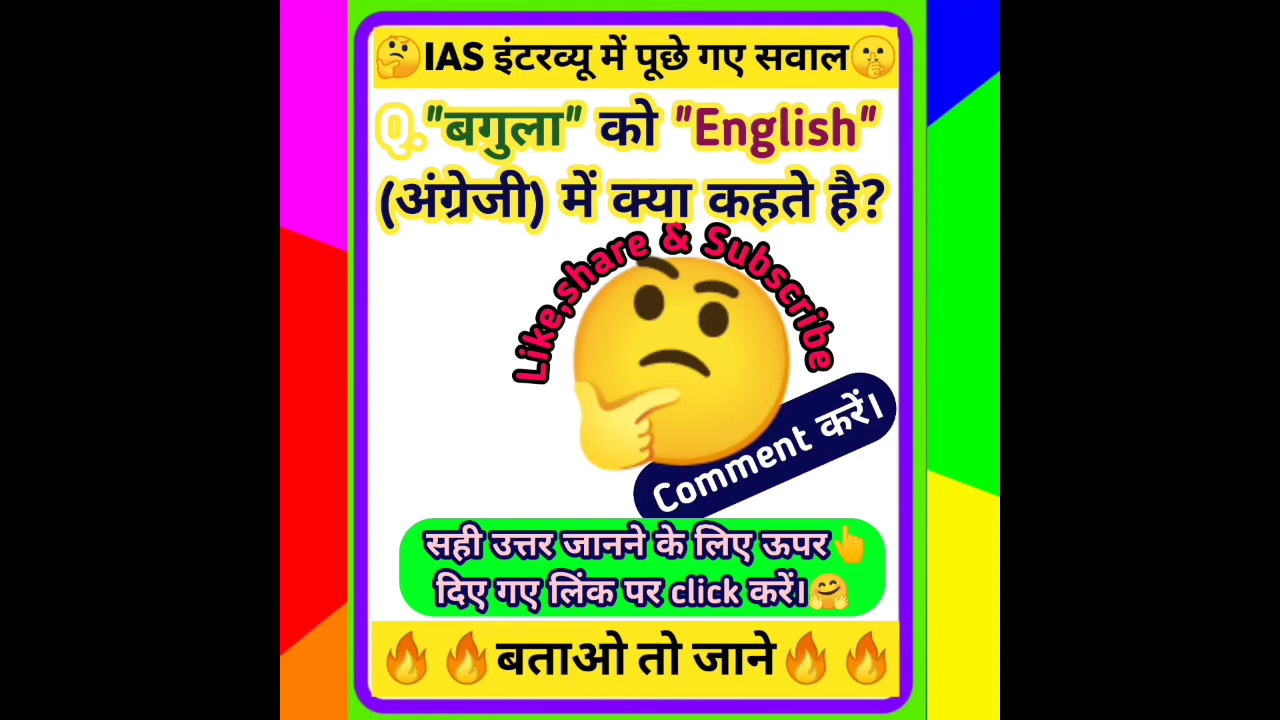 🤔IAS इंटरव्यू में पूछे गए सवाल🤫
Q."बगुला" को "English"
(अंग्रेजी) में क्या कहते है?
Like,share & Subscribe
Comment करें।
सही उत्तर जानने के लिए ऊपर👆
दिए गए लिंक पर click करें।🤗
🔥🔥बताओ तो जाने🔥🔥